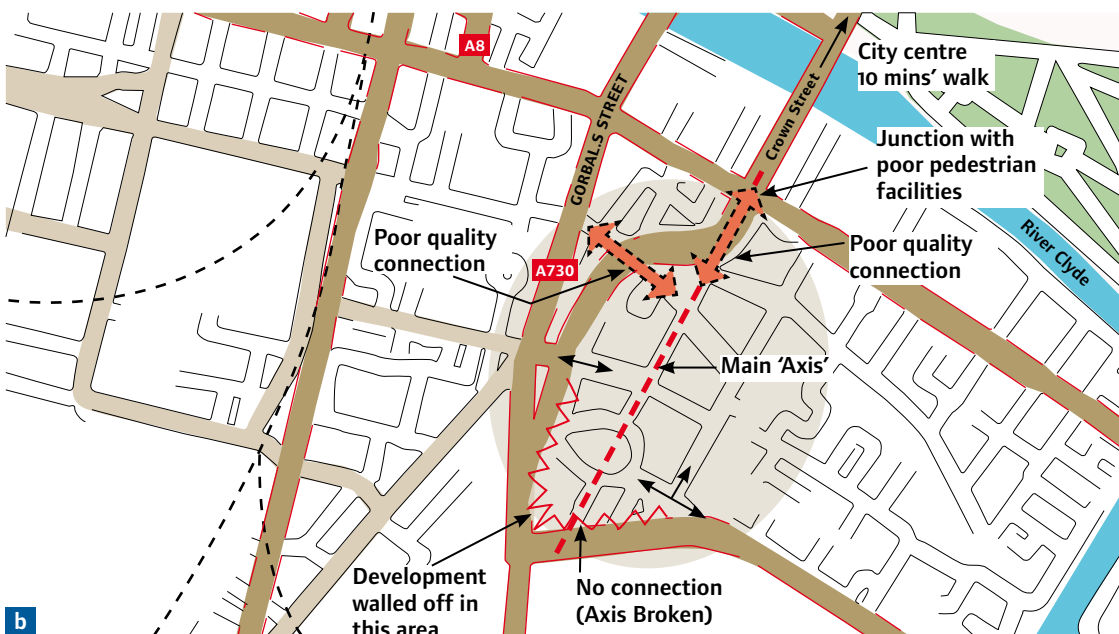 A8
City centre
10 mins' walk
GORBAL.S STREET
Crown Street
Junction with
poor pedestrian
facilities
River Clyde
Poor quality
connection
A730
Poor quality
connection
Main 'Axis'
Development
walled off in
this area
No connection
(Axis Broken)
b